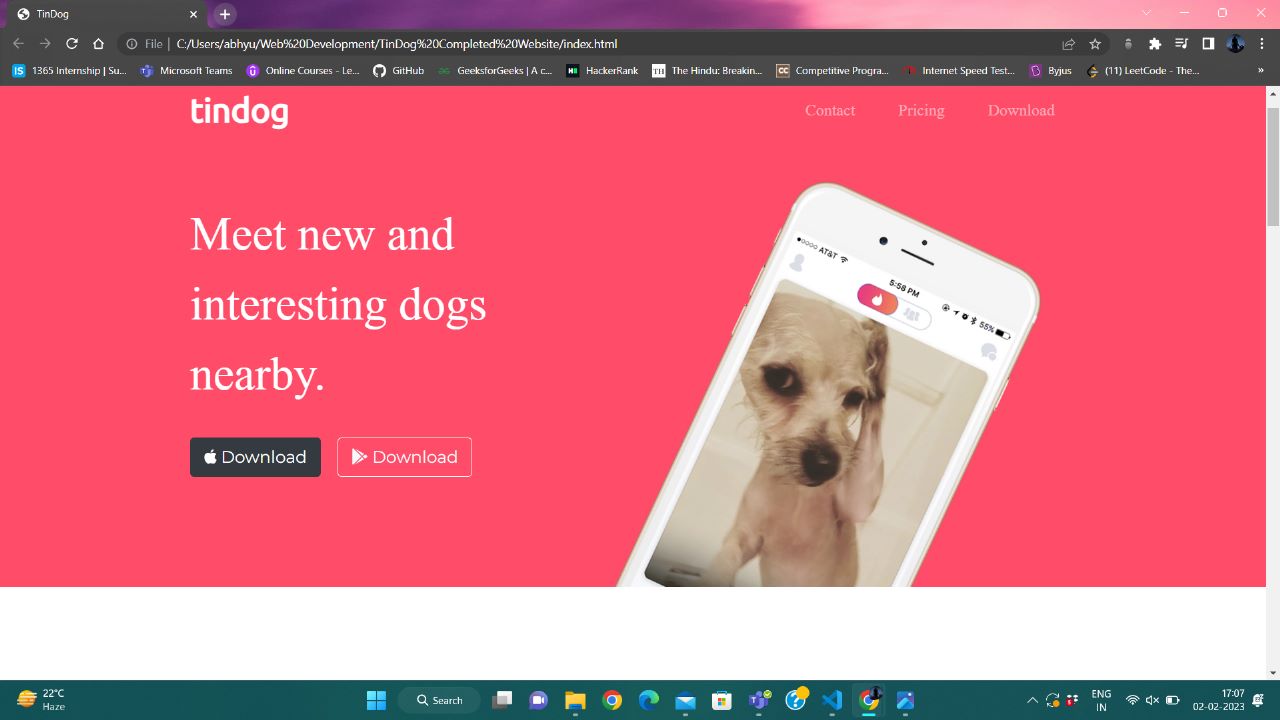 TinDog
File | C:/Users/abhyu/Web%20Development/TinDog%20Completed%20Website/index.html
1365 Internship | Su... Microsoft Teams Online Courses - Le... GitHub GeeksforGeeks | A c... HackerRank The Hindu: Breakin... Competitive Progra... Internet Speed Test... Byjus (11) LeetCode - The... »
tindog Contact Pricing Download
Meet new and
interesting dogs
nearby.
Download Download
AT&T
5:58 PM
55%
22°C
Haze
Search
ENG
IN
17:07
02-02-2023